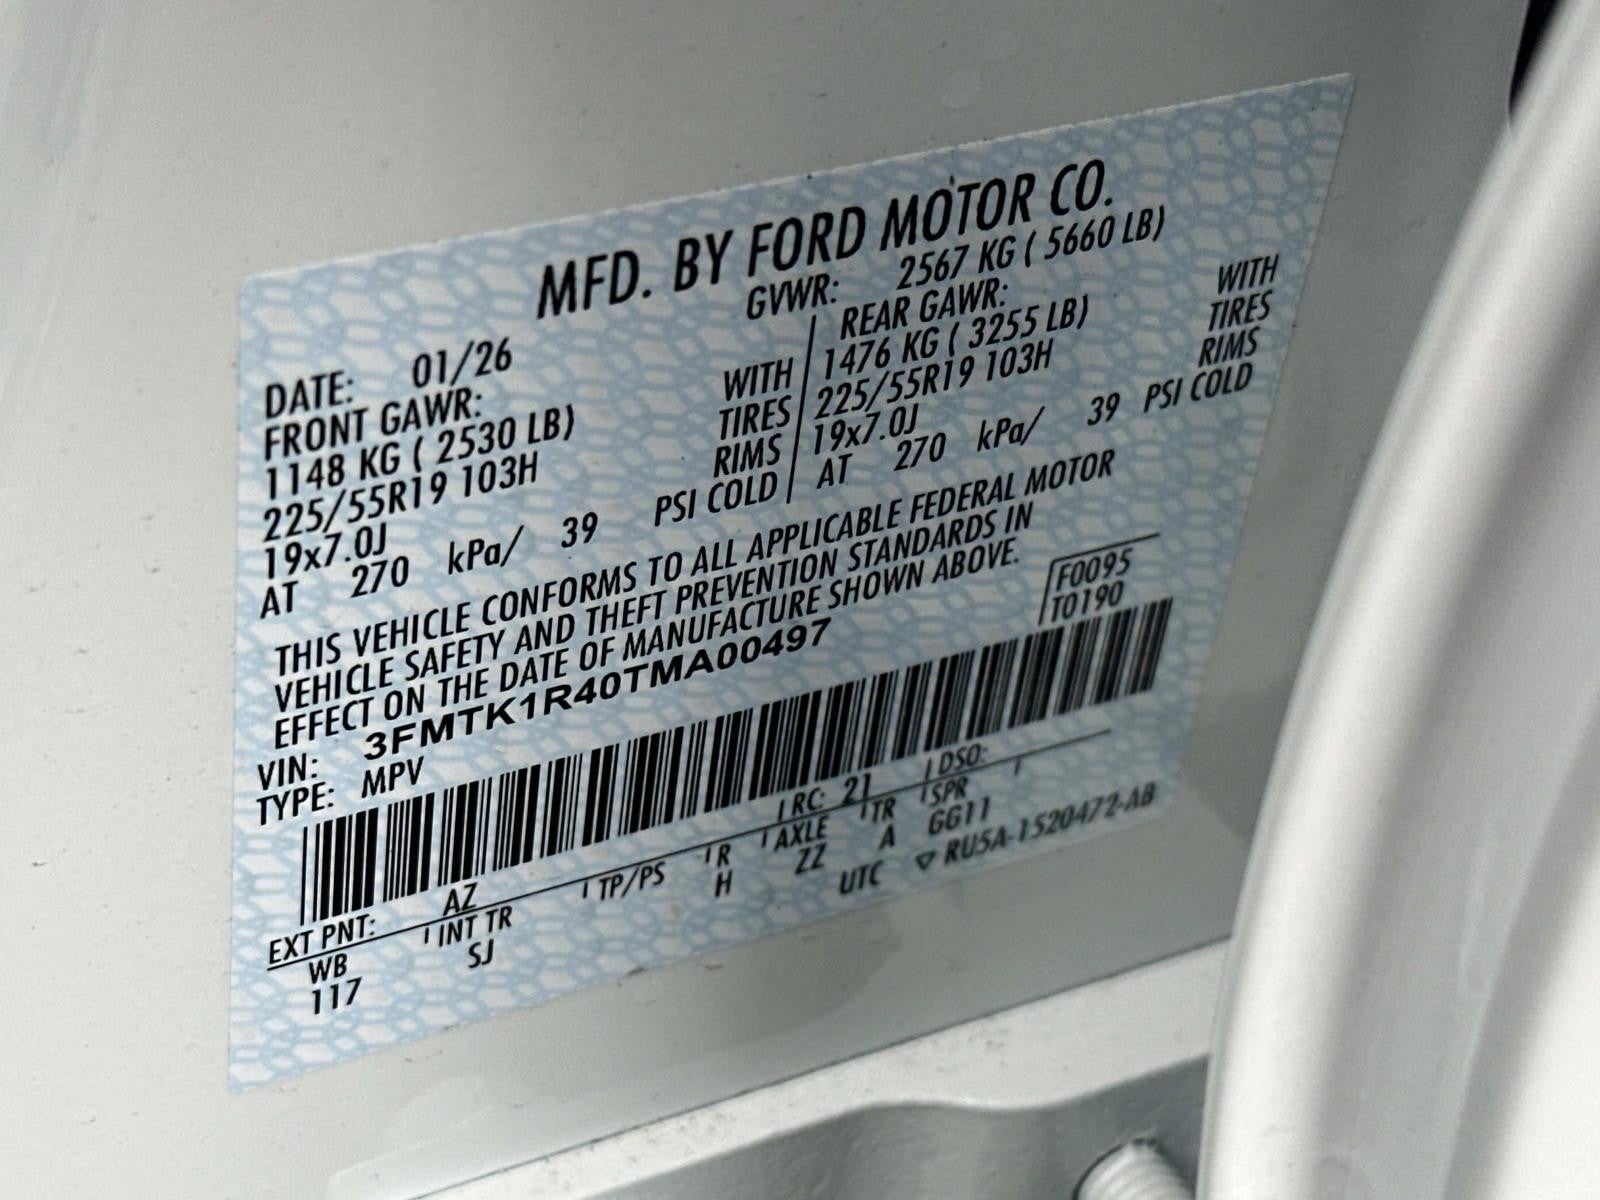 MFD. BY FORD MOTOR CO.
DATE: 01/26 GVWR: 2567 KG ( 5660 LB)
FRONT GAWR: REAR GAWR:
1148 KG ( 2530 LB) WITH 1476 KG ( 3255 LB) WITH
225/55R19 103H TIRES 225/55R19 103H TIRES
19x7.0J RIMS 19x7.0J RIMS
AT 270 kPa/ 39 PSI COLD AT 270 kPa/ 39 PSI COLD
THIS VEHICLE CONFORMS TO ALL APPLICABLE FEDERAL MOTOR
VEHICLE SAFETY AND THEFT PREVENTION STANDARDS IN
EFFECT ON THE DATE OF MANUFACTURE SHOWN ABOVE.
F0095
T0190
VIN: 3FMTK1R40TMA00497
TYPE: MPV
EXT PNT: AZ RC: 21 DSO:
WB INT TR TP/PS R AXLE TR SPR
117 SJ H ZZ A GG11
UTC ▽ RU5A-1520472-AB